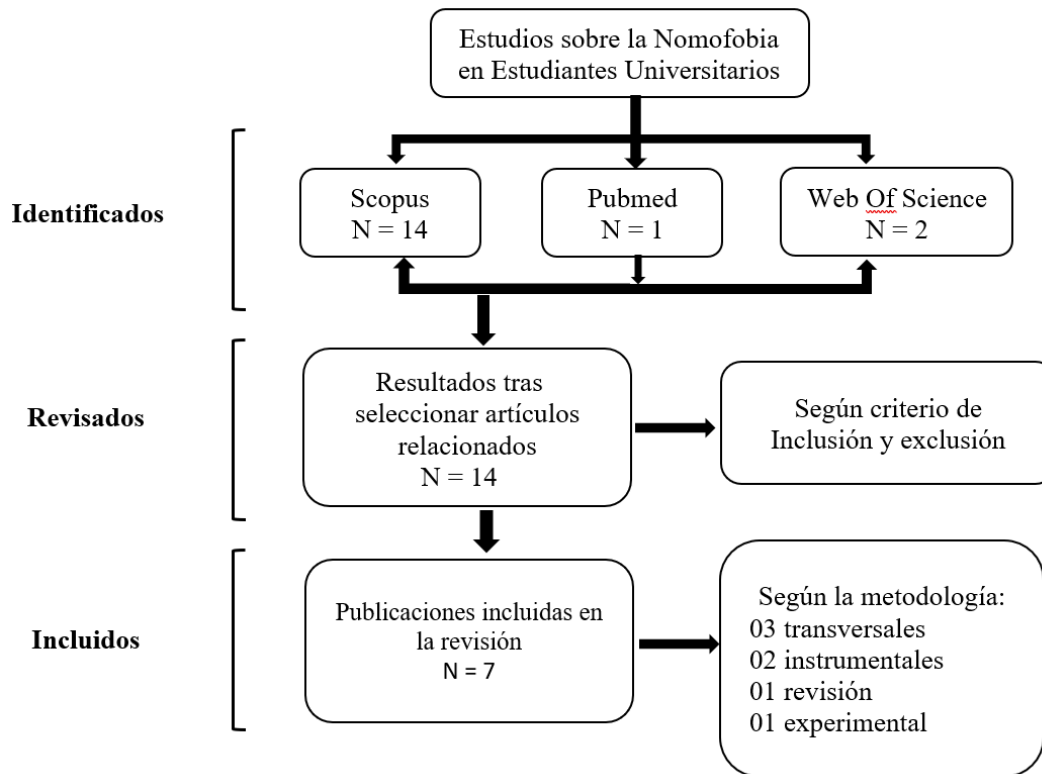 Estudios sobre la Nomofobia
en Estudiantes Universitarios
Identificados
Scopus
N = 14
Pubmed
N = 1
Web Of Science
N = 2
Revisados
Resultados tras
seleccionar artículos
relacionados
N = 14
Según criterio de
Inclusión y exclusión
Incluidos
Publicaciones incluidas en
la revisión
N = 7
Según la metodología:
03 transversales
02 instrumentales
01 revisión
01 experimental